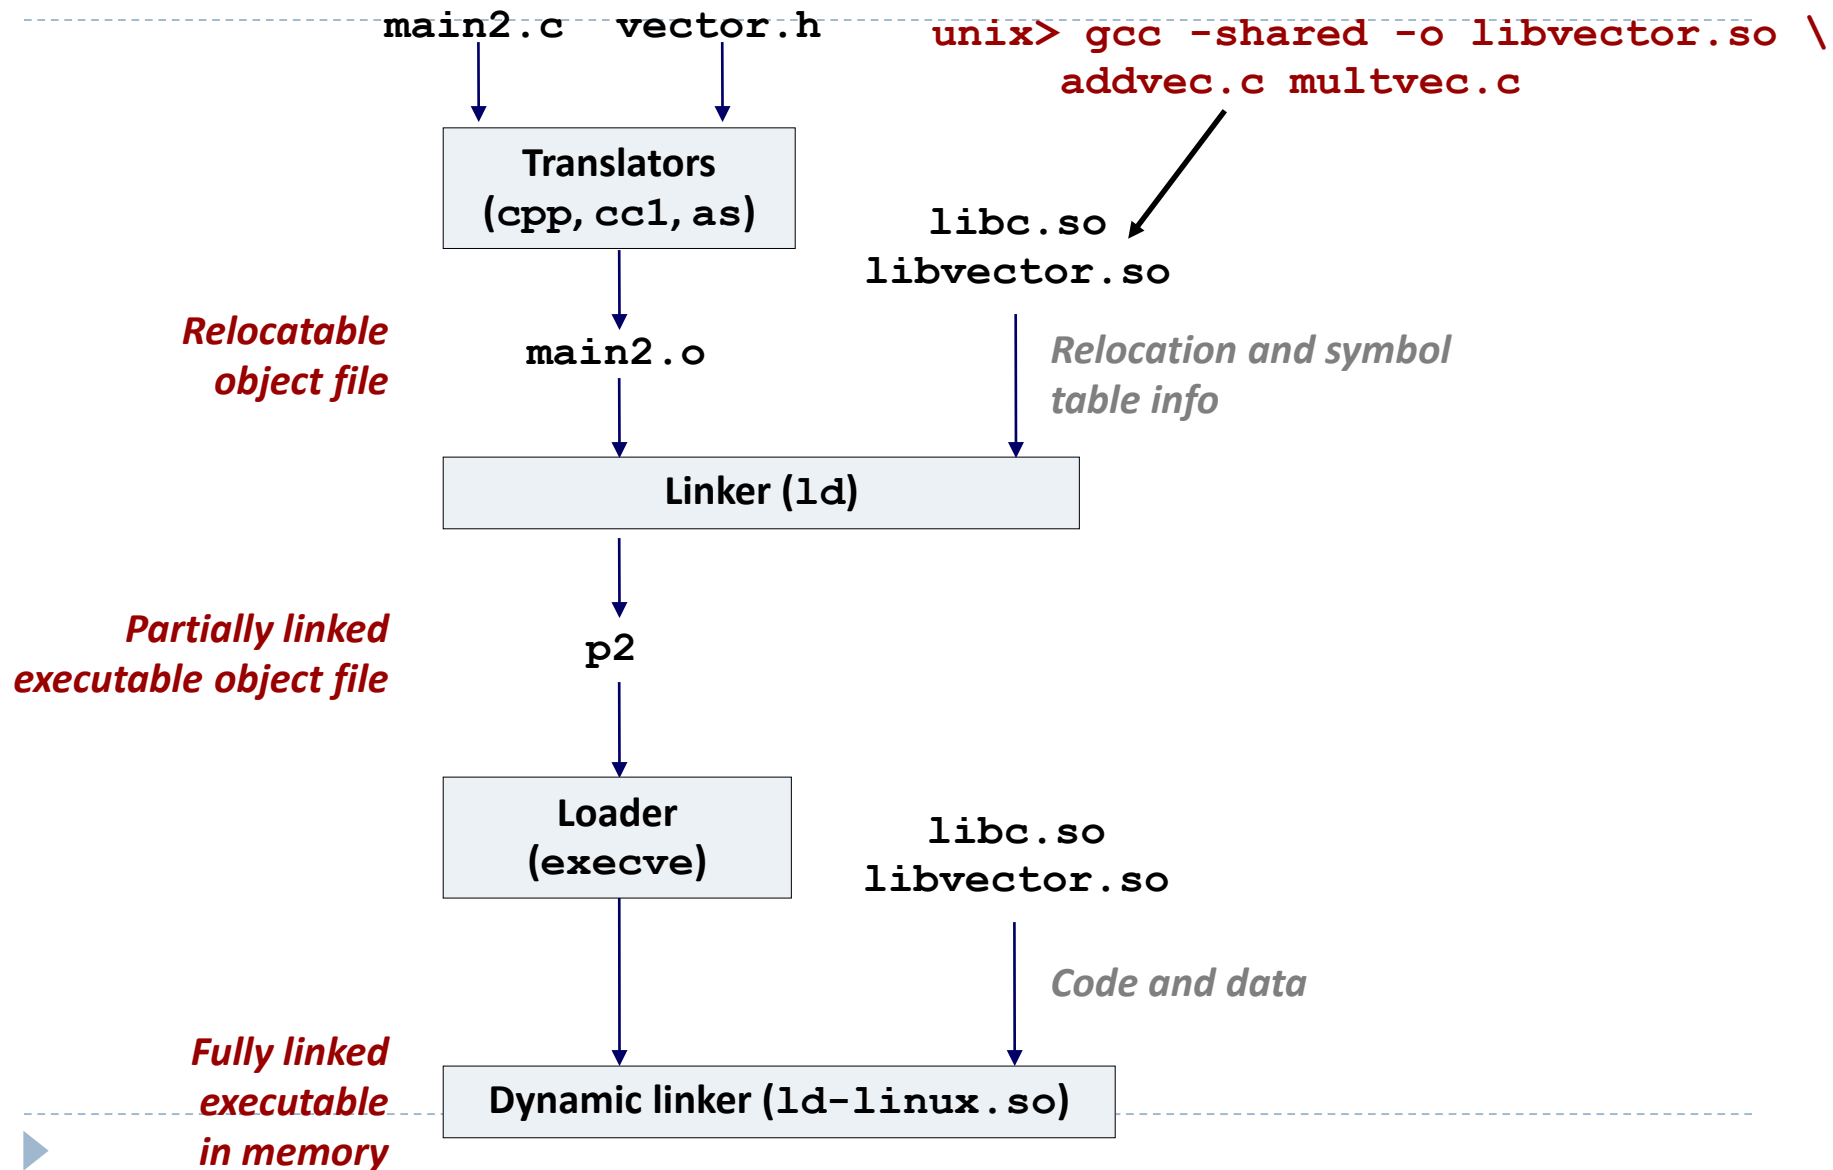 main2.c vector.h
unix> gcc -shared -o libvector.so \
addvec.c multvec.c
Translators
(cpp, cc1, as)
libc.so
libvector.so
Relocatable
object file
main2.o
Relocation and symbol
table info
Linker (ld)
Partially linked
executable object file
p2
Loader
(execve)
libc.so
libvector.so
Code and data
Fully linked
executable
in memory
Dynamic linker (ld-linux.so)